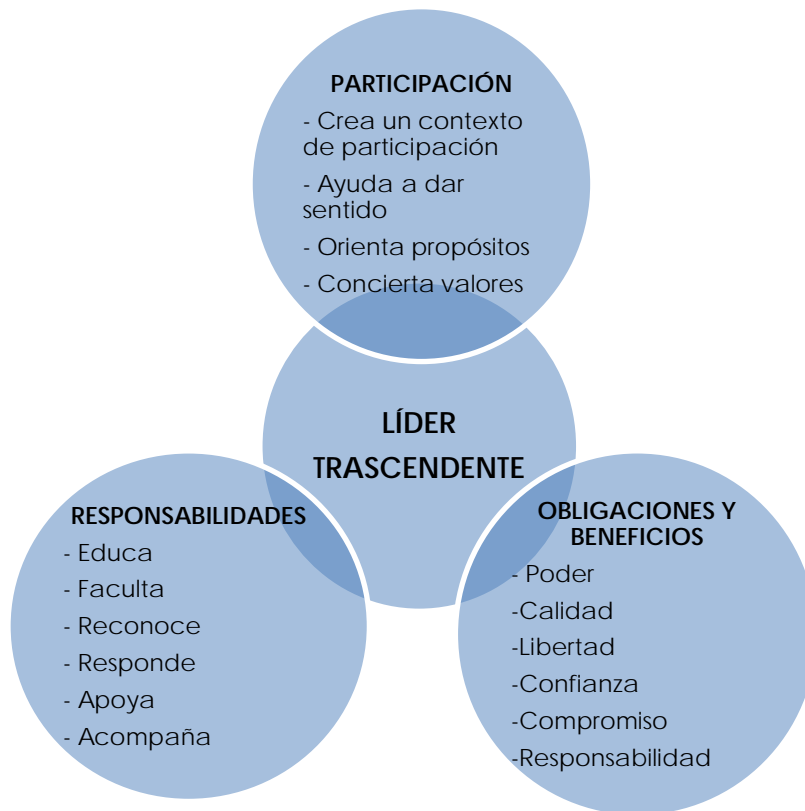 PARTICIPACIÓN
- Crea un contexto
de participación
- Ayuda a dar
sentido
- Orienta propósitos
- Concierta valores
LÍDER
TRASCENDENTE
RESPONSABILIDADES
- Educa
- Faculta
- Reconoce
- Responde
- Apoya
- Acompaña
OBLIGACIONES Y
BENEFICIOS
- Poder
-Calidad
-Libertad
-Confianza
-Compromiso
-Responsabilidad